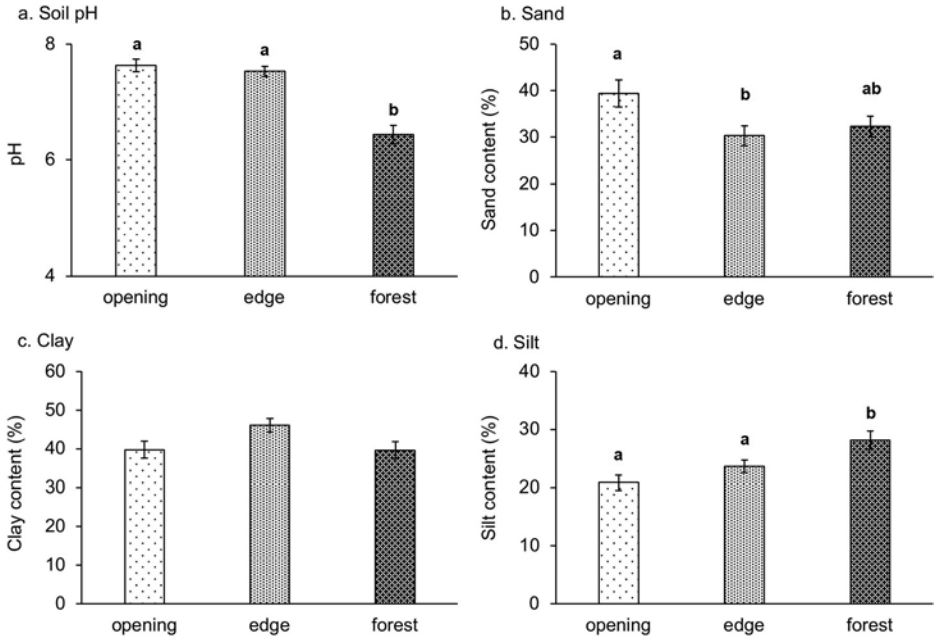 a. Soil pH
8
6
4
pH
a
a
b
opening edge forest
b. Sand
50
40
30
20
10
0
Sand content (%)
a
b
ab
opening edge forest
c. Clay
60
50
40
30
20
10
0
Clay content (%)
opening edge forest
d. Silt
40
30
20
10
0
Silt content (%)
a
a
b
opening edge forest